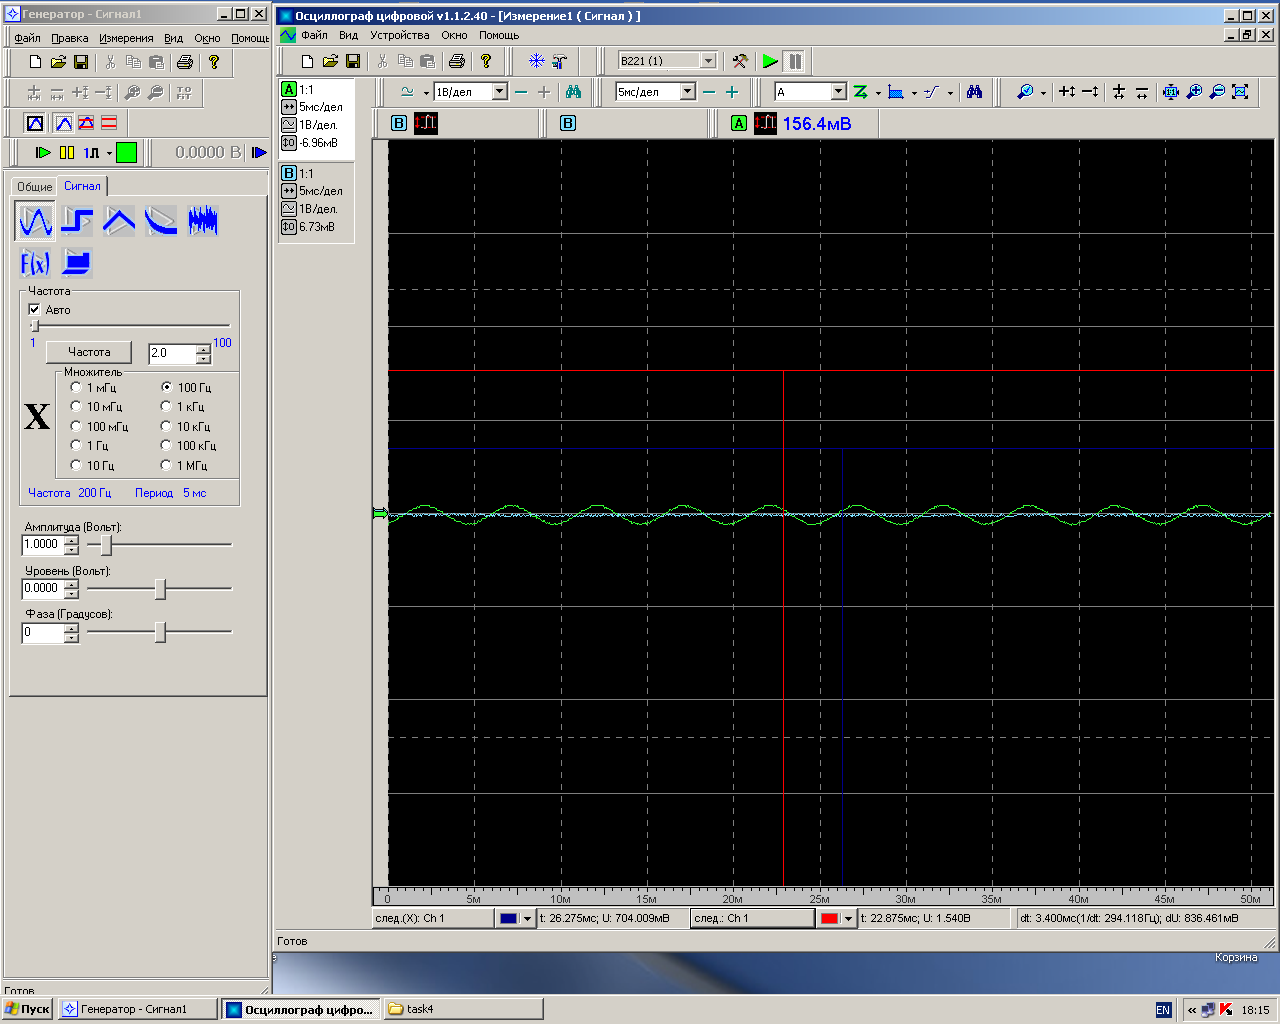 Генератор - Сигнал1
Файл Правка Измерения Вид Окно Помощь
0.0000 В
Общие Сигнал
F(x)
Частота
Авто
1 100
Частота 2.0
Множитель
X
1 мГц 100 Гц
10 мГц 1 кГц
100 мГц 10 кГц
1 Гц 100 кГц
10 Гц 1 МГц
Частота 200 Гц Период 5 мс
Амплитуда (Вольт):
1.0000
Уровень (Вольт):
0.0000
Фаза (Градусов):
0
Готов
Осциллограф цифровой v1.1.2.40 - [Измерение1 ( Сигнал ) ]
Файл Вид Устройства Окно Помощь
B221 (1)
1В/дел 5мс/дел A
A 1:1
5мс/дел
1В/дел.
-6.96мВ
B 1:1
5мс/дел
1В/дел.
6.73мВ
B B A 156.4мВ
0 5м 10м 15м 20м 25м 30м 35м 40м 45м 50м
след.(X): Ch 1 t: 26.275мс; U: 704.009мВ след.: Ch 1 t: 22.875мс; U: 1.540В dt: 3.400мс(1/dt: 294.118Гц); dU: 836.461мВ
Готов
Корзина
Пуск Генератор - Сигнал1 Осциллограф цифро... task4 EN « 18:15